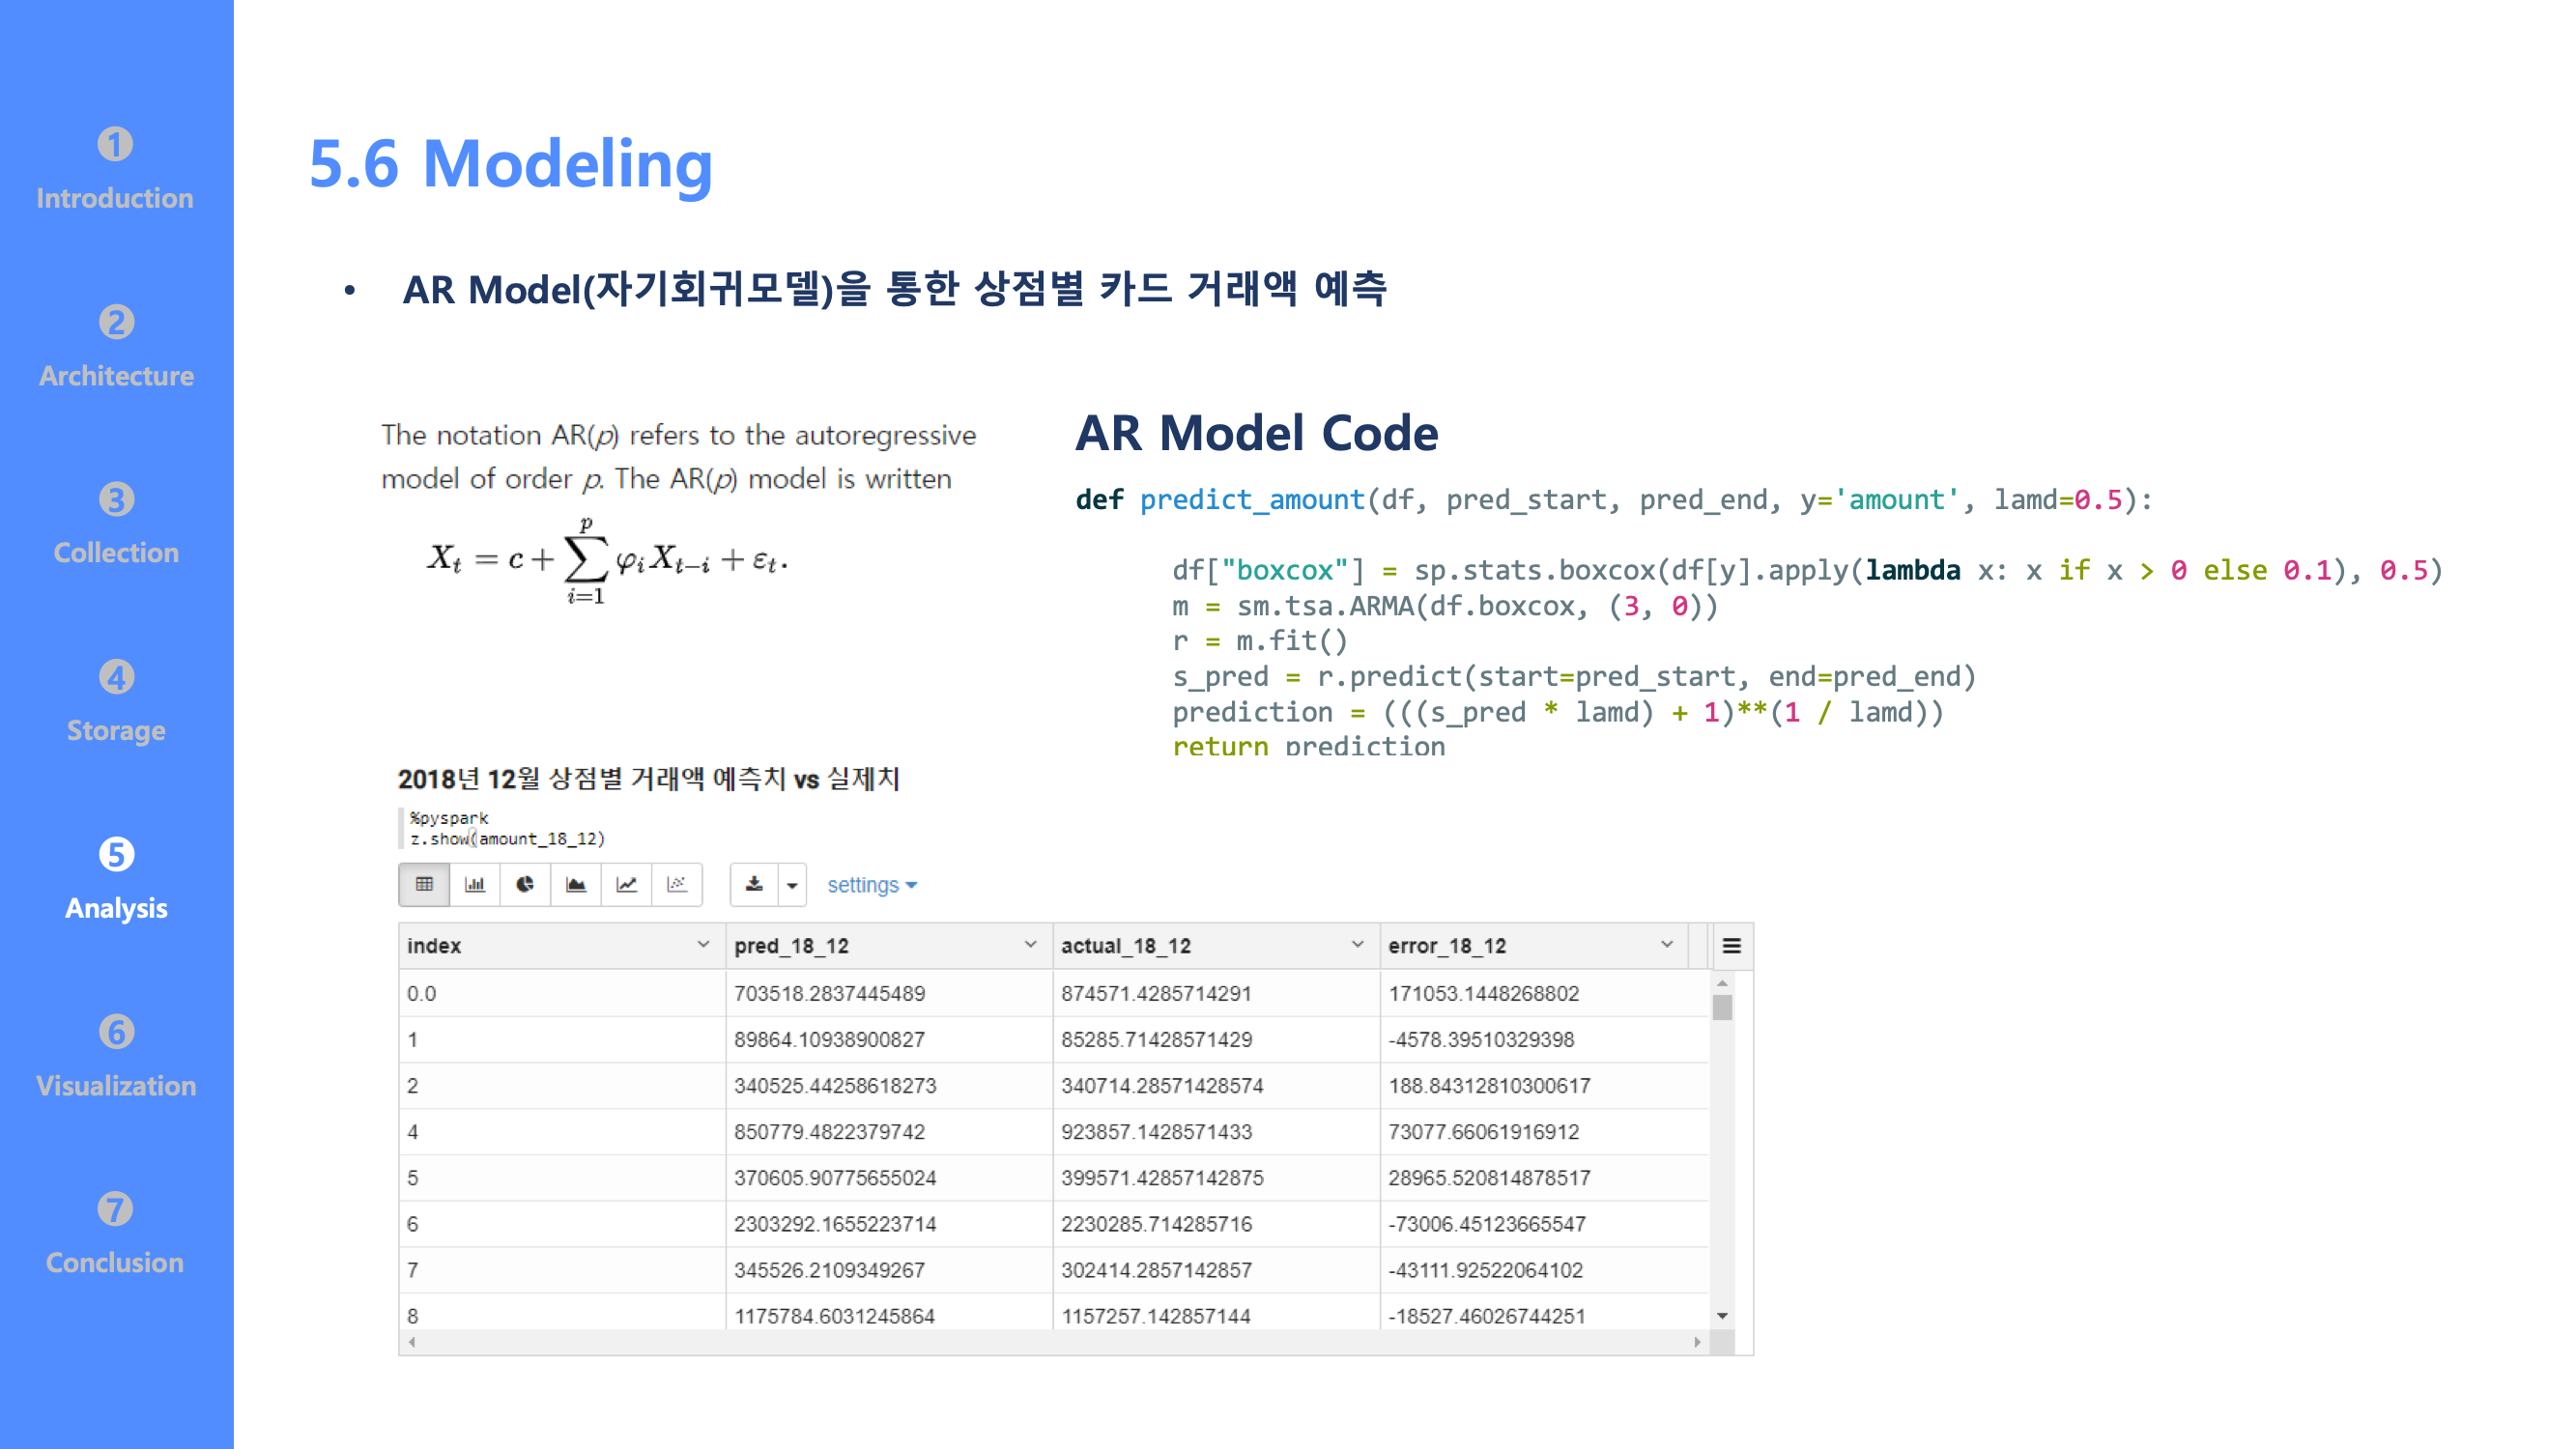 1
Introduction
2
Architecture
3
Collection
4
Storage
5
Analysis
6
Visualization
7
Conclusion
5.6 Modeling
• AR Model(자기회귀모델)을 통한 상점별 카드 거래액 예측
The notation AR(p) refers to the autoregressive
model of order p. The AR(p) model is written
X_t = c + \sum_{i=1}^{p} φ_i X_{t-i} + ε_t.
AR Model Code
def predict_amount(df, pred_start, pred_end, y='amount', lamd=0.5):
df["boxcox"] = sp.stats.boxcox(df[y].apply(lambda x: x if x > 0 else 0.1), 0.5)
m = sm.tsa.ARMA(df.boxcox, (3, 0))
r = m.fit()
s_pred = r.predict(start=pred_start, end=pred_end)
prediction = (((s_pred * lamd) + 1)**(1 / lamd))
return prediction
2018년 12월 상점별 거래액 예측치 vs 실제치
%pyspark
z.show(amount_18_12)
settings
index pred_18_12 actual_18_12 error_18_12
0.0 703518.2837445489 874571.4285714291 171053.1448268802
1 89864.10938900827 85285.71428571429 -4578.39510329398
2 340525.44258618273 340714.28571428574 188.84312810300617
4 850779.4822379742 923857.1428571433 73077.66061916912
5 370605.90775655024 399571.42857142875 28965.520814878517
6 2303292.1655223714 2230285.714285716 -73006.45123665547
7 345526.2109349267 302414.2857142857 -43111.92522064102
8 1175784.6031245864 1157257.142857144 -18527.46026744251